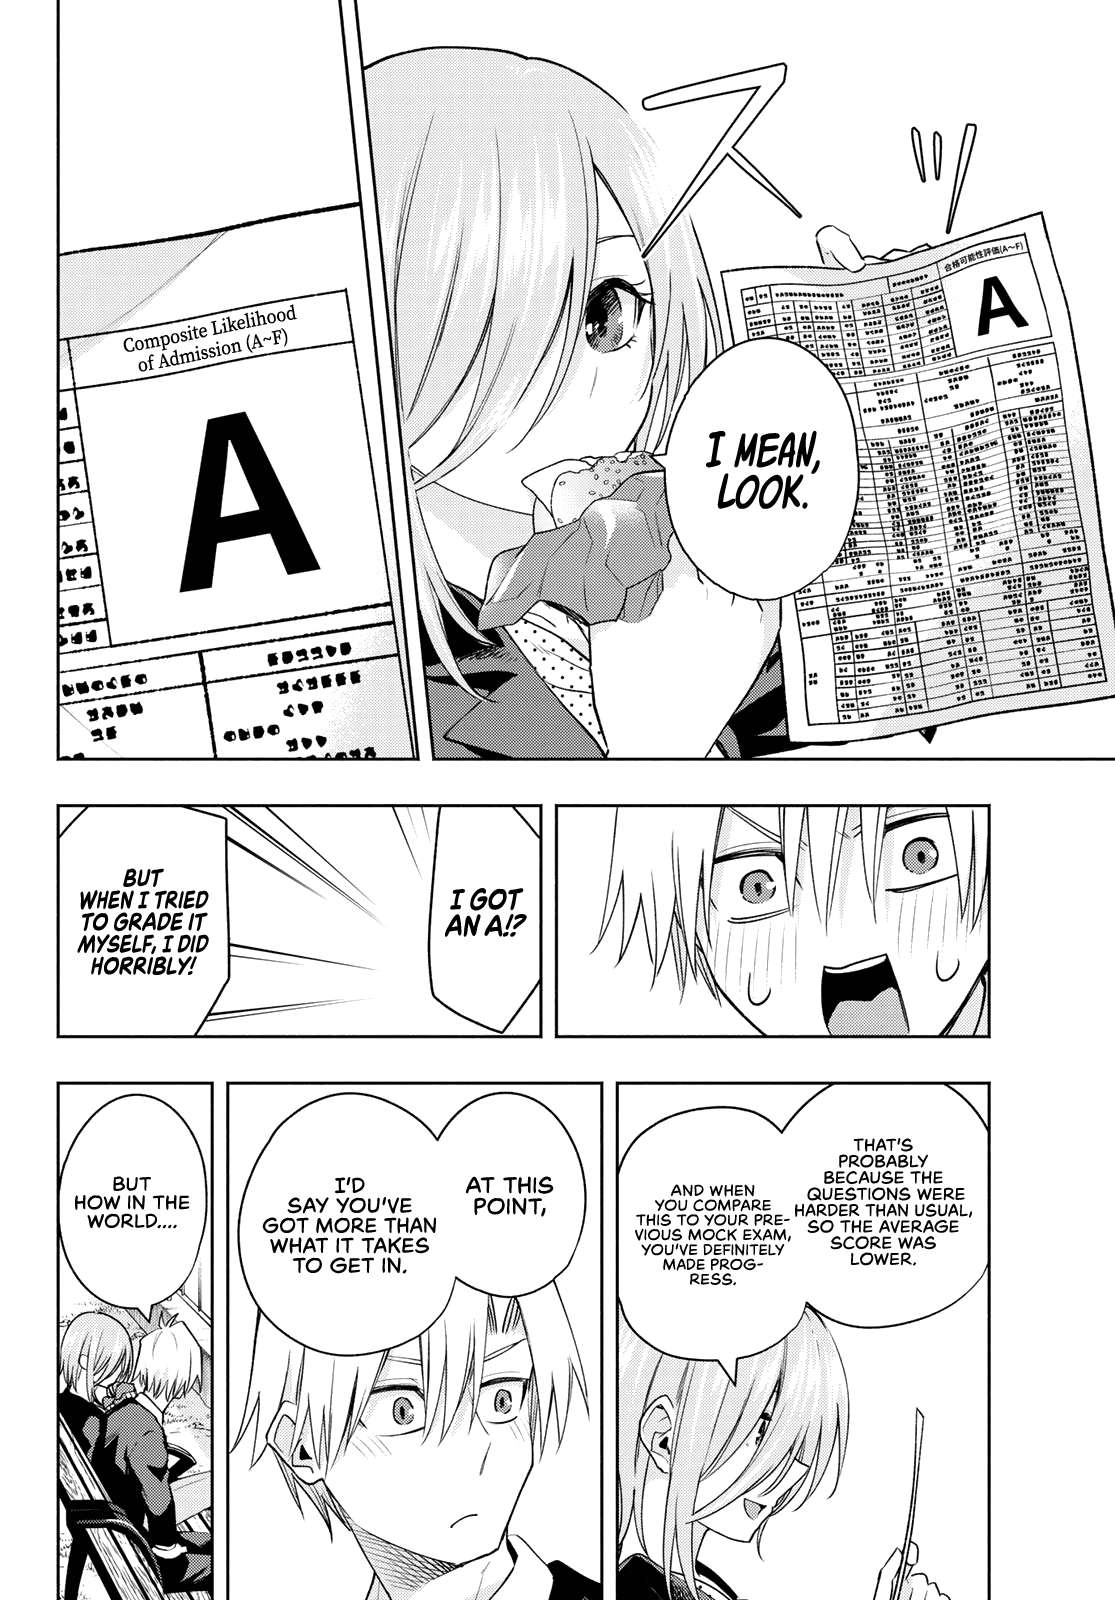 スッ
合格可能性評価(A~F)
A
I MEAN,
LOOK.
Composite Likelihood
of Admission (A~F)
A
I GOT
AN A!?
BUT
WHEN I TRIED
TO GRADE IT
MYSELF, I DID
HORRIBLY!
THAT'S
PROBABLY
BECAUSE THE
QUESTIONS WERE
HARDER THAN USUAL,
SO THE AVERAGE
SCORE WAS
LOWER.
AND WHEN
YOU COMPARE
THIS TO YOUR PRE-
VIOUS MOCK EXAM,
YOU'VE DEFINITELY
MADE PROG-
RESS.
AT THIS
POINT,
I'D
SAY YOU'VE
GOT MORE THAN
WHAT IT TAKES
TO GET IN.
BUT
HOW IN THE
WORLD....